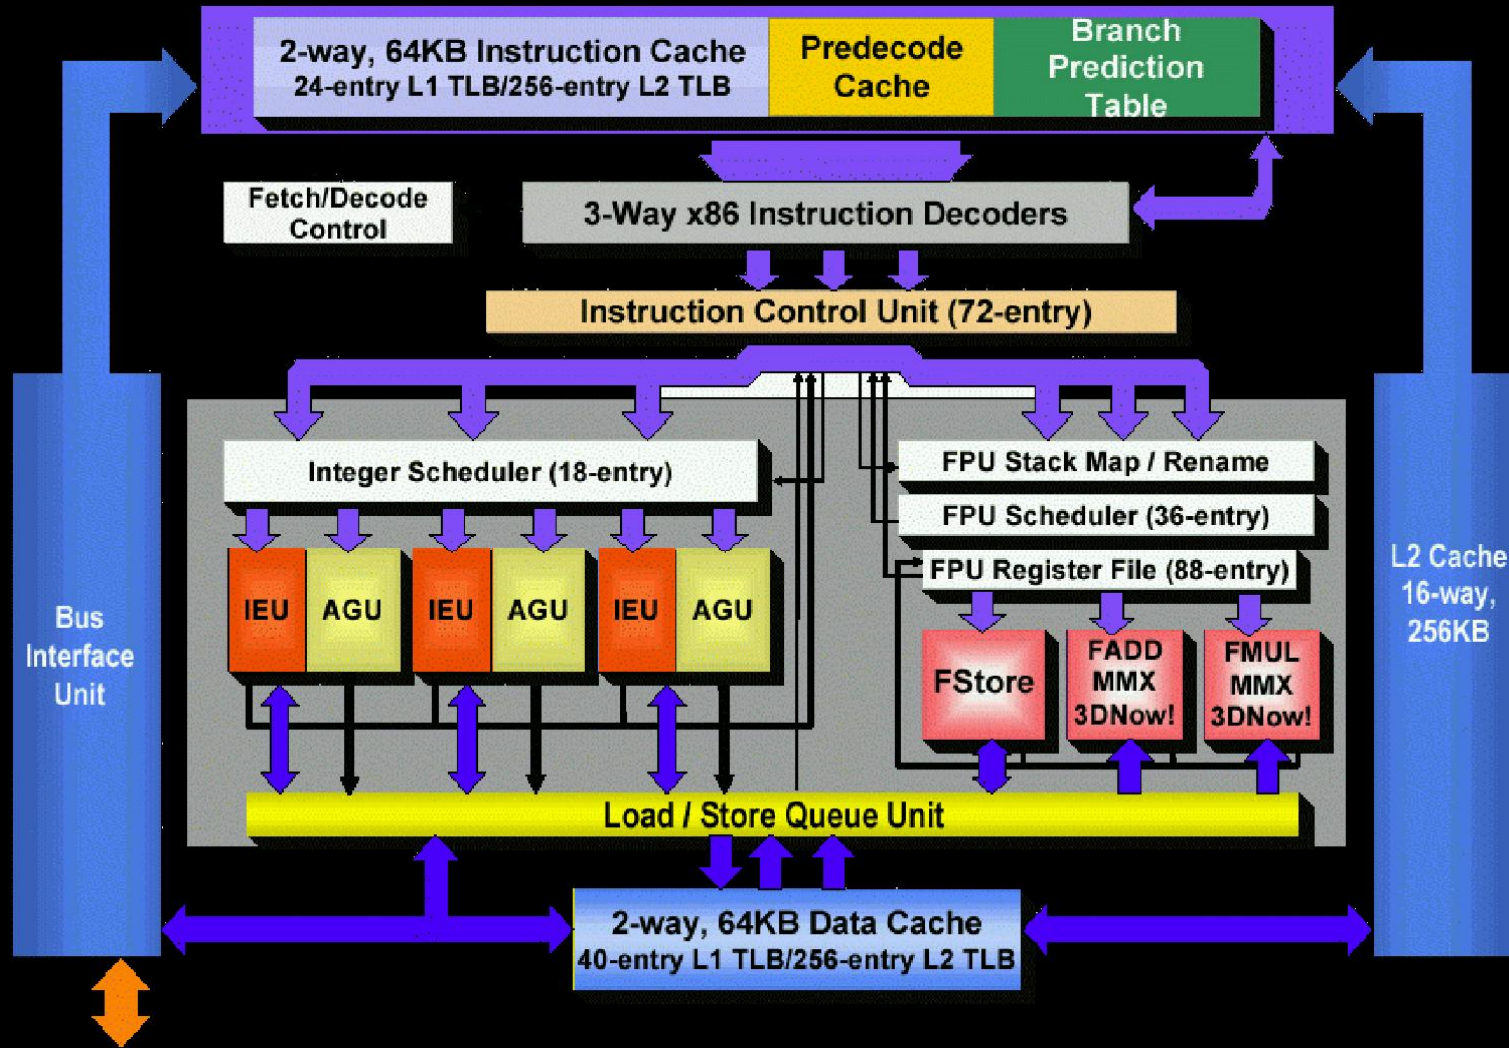 2-way, 64KB Instruction Cache
24-entry L1 TLB/256-entry L2 TLB
Predecode
Cache
Branch
Prediction
Table
Fetch/Decode
Control
3-Way x86 Instruction Decoders
Instruction Control Unit (72-entry)
Integer Scheduler (18-entry)
FPU Stack Map / Rename
FPU Scheduler (36-entry)
FPU Register File (88-entry)
IEU
AGU
IEU
AGU
IEU
AGU
FStore
FADD
MMX
3DNow!
FMUL
MMX
3DNow!
Bus
Interface
Unit
L2 Cache
16-way,
256KB
Load / Store Queue Unit
2-way, 64KB Data Cache
40-entry L1 TLB/256-entry L2 TLB